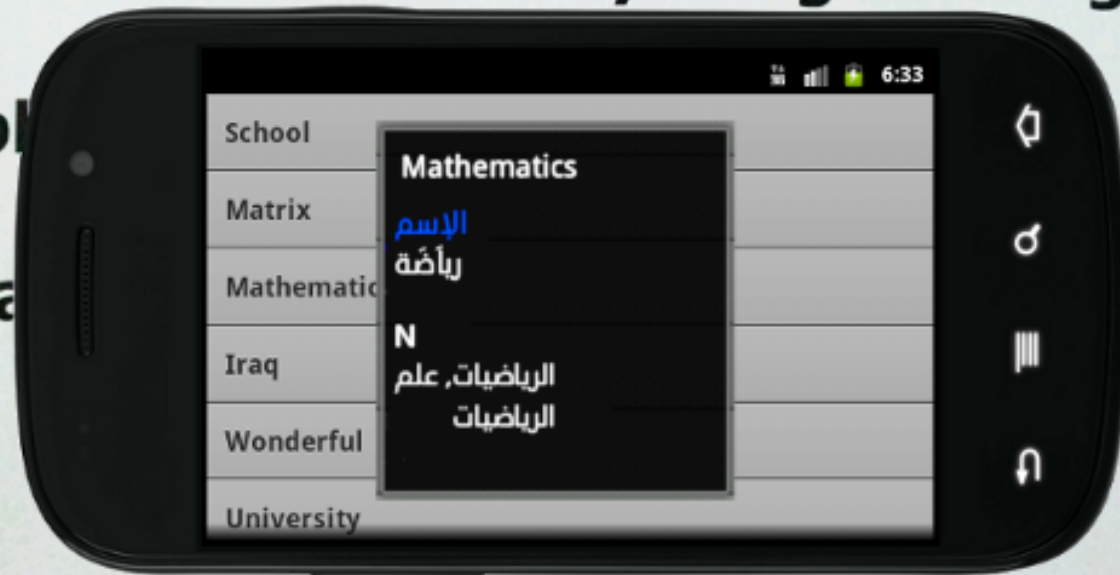 6:33
School
Matrix
Mathematic
Iraq
Wonderful
University
Mathematics
الإسم
رياَضَة
N
الرياضيات, علم
الرياضيات